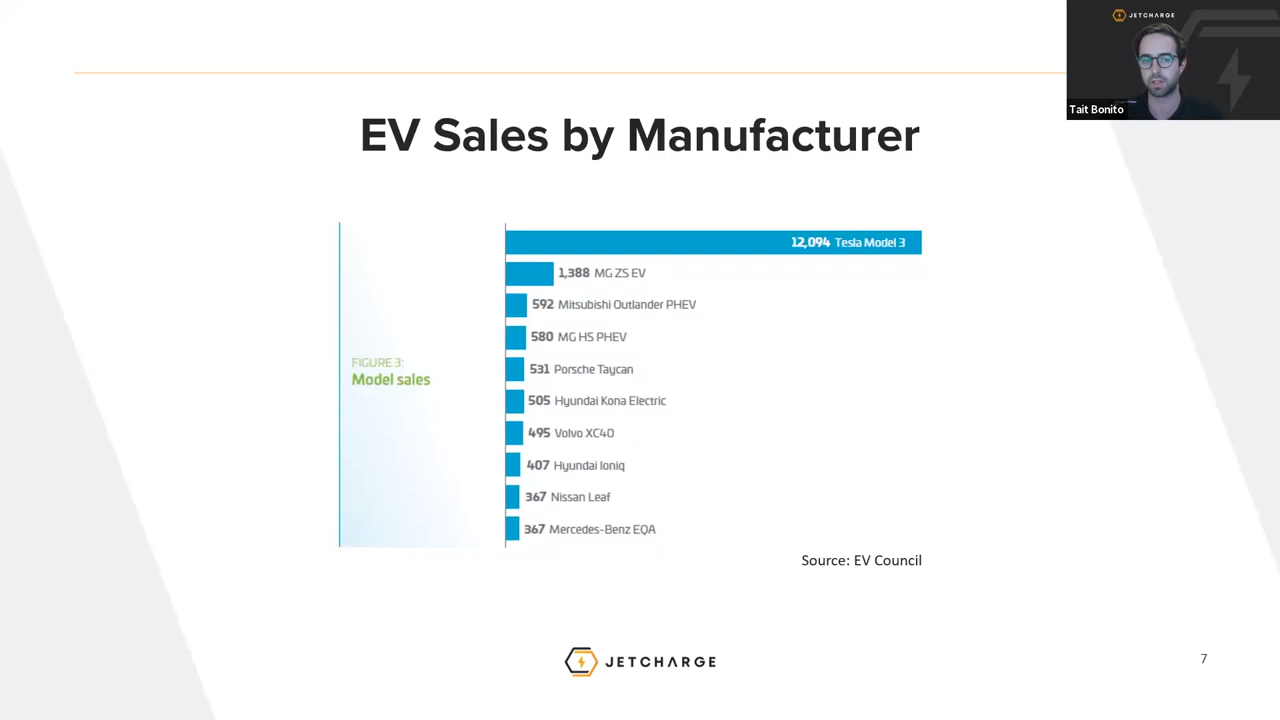 JETCHARGE
Tait Bonito
EV Sales by Manufacturer
FIGURE 3:
Model sales
12,094 Tesla Model 3
1,388 MG ZS EV
592 Mitsubishi Outlander PHEV
580 MG HS PHEV
531 Porsche Taycan
505 Hyundai Kona Electric
495 Volvo XC40
407 Hyundai Ioniq
367 Nissan Leaf
367 Mercedes-Benz EQA
Source: EV Council
JETCHARGE
7